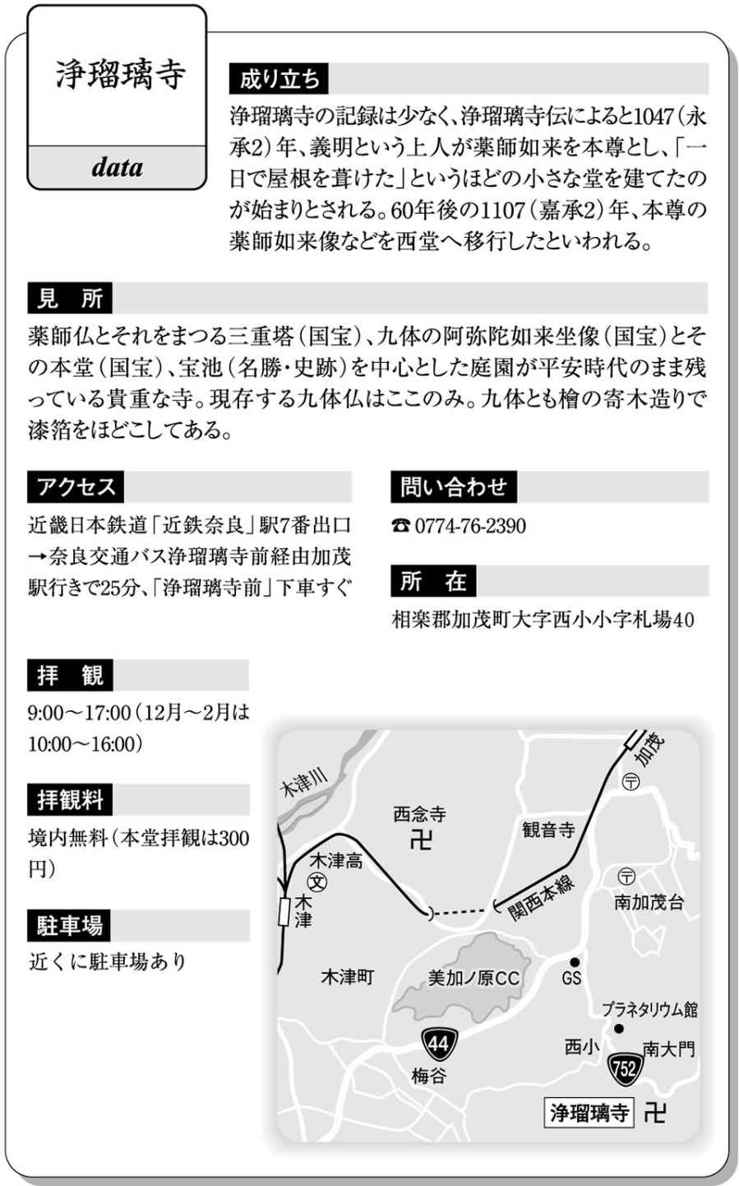 浄瑠璃寺
data
成り立ち
浄瑠璃寺の記録は少なく、浄瑠璃寺伝によると1047（永
承2）年、義明という上人が薬師如来を本尊とし、「一
日で屋根を葺けた」というほどの小さな堂を建てたの
が始まりとされる。60年後の1107（嘉承2）年、本尊の
薬師如来像などを西堂へ移行したといわれる。
見 所
薬師仏とそれをまつる三重塔（国宝）、九体の阿弥陀如来坐像（国宝）とそ
の本堂（国宝）、宝池（名勝・史跡）を中心とした庭園が平安時代のまま残
っている貴重な寺。現存する九体仏はここのみ。九体とも檜の寄木造りで
漆箔をほどこしてある。
アクセス
近畿日本鉄道「近鉄奈良」駅7番出口
→奈良交通バス浄瑠璃寺前経由加茂
駅行きで25分、「浄瑠璃寺前」下車すぐ
問い合わせ
☎0774-76-2390
所 在
相楽郡加茂町大字西小小字札場40
拝 観
9:00～17:00（12月～2月は
10:00～16:00）
拝観料
境内無料（本堂拝観は300
円）
駐車場
近くに駐車場あり
加茂
木津川
〒
西念寺
卍
観音寺
木津高
文
木津
関西本線
〒
南加茂台
木津町
美加ノ原CC
GS
プラネタリウム館
44
梅谷
西小
南大門
752
浄瑠璃寺
卍